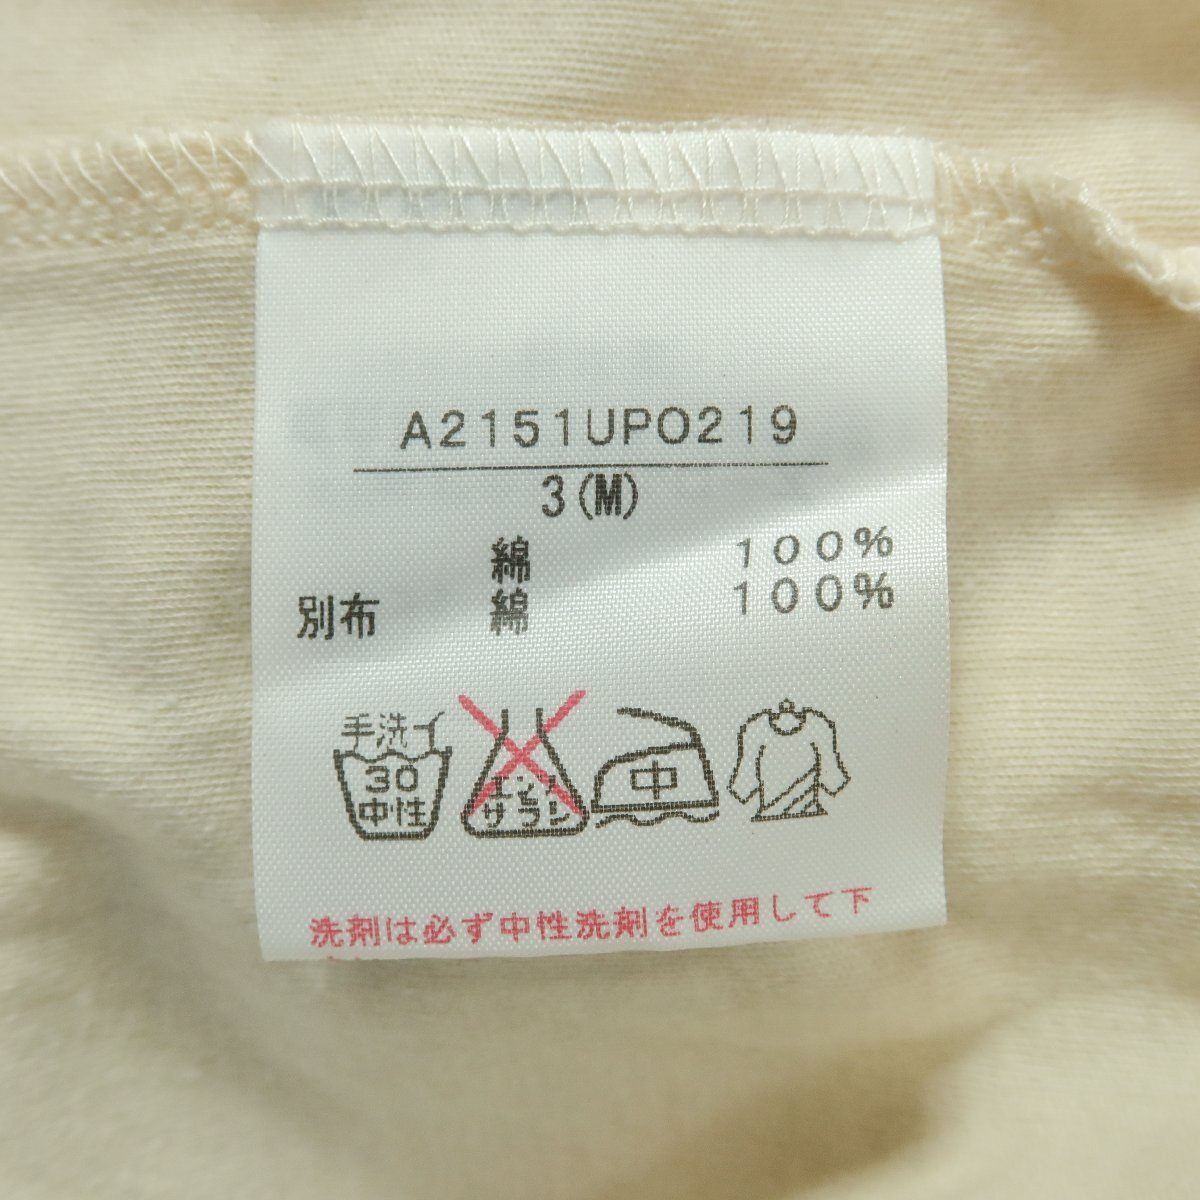 A2151UPO219
3(M)
綿 100%
別布 綿 100%
手洗イ
30
中性
エンソ
サラシ
中
洗剤は必ず中性洗剤を使用して下